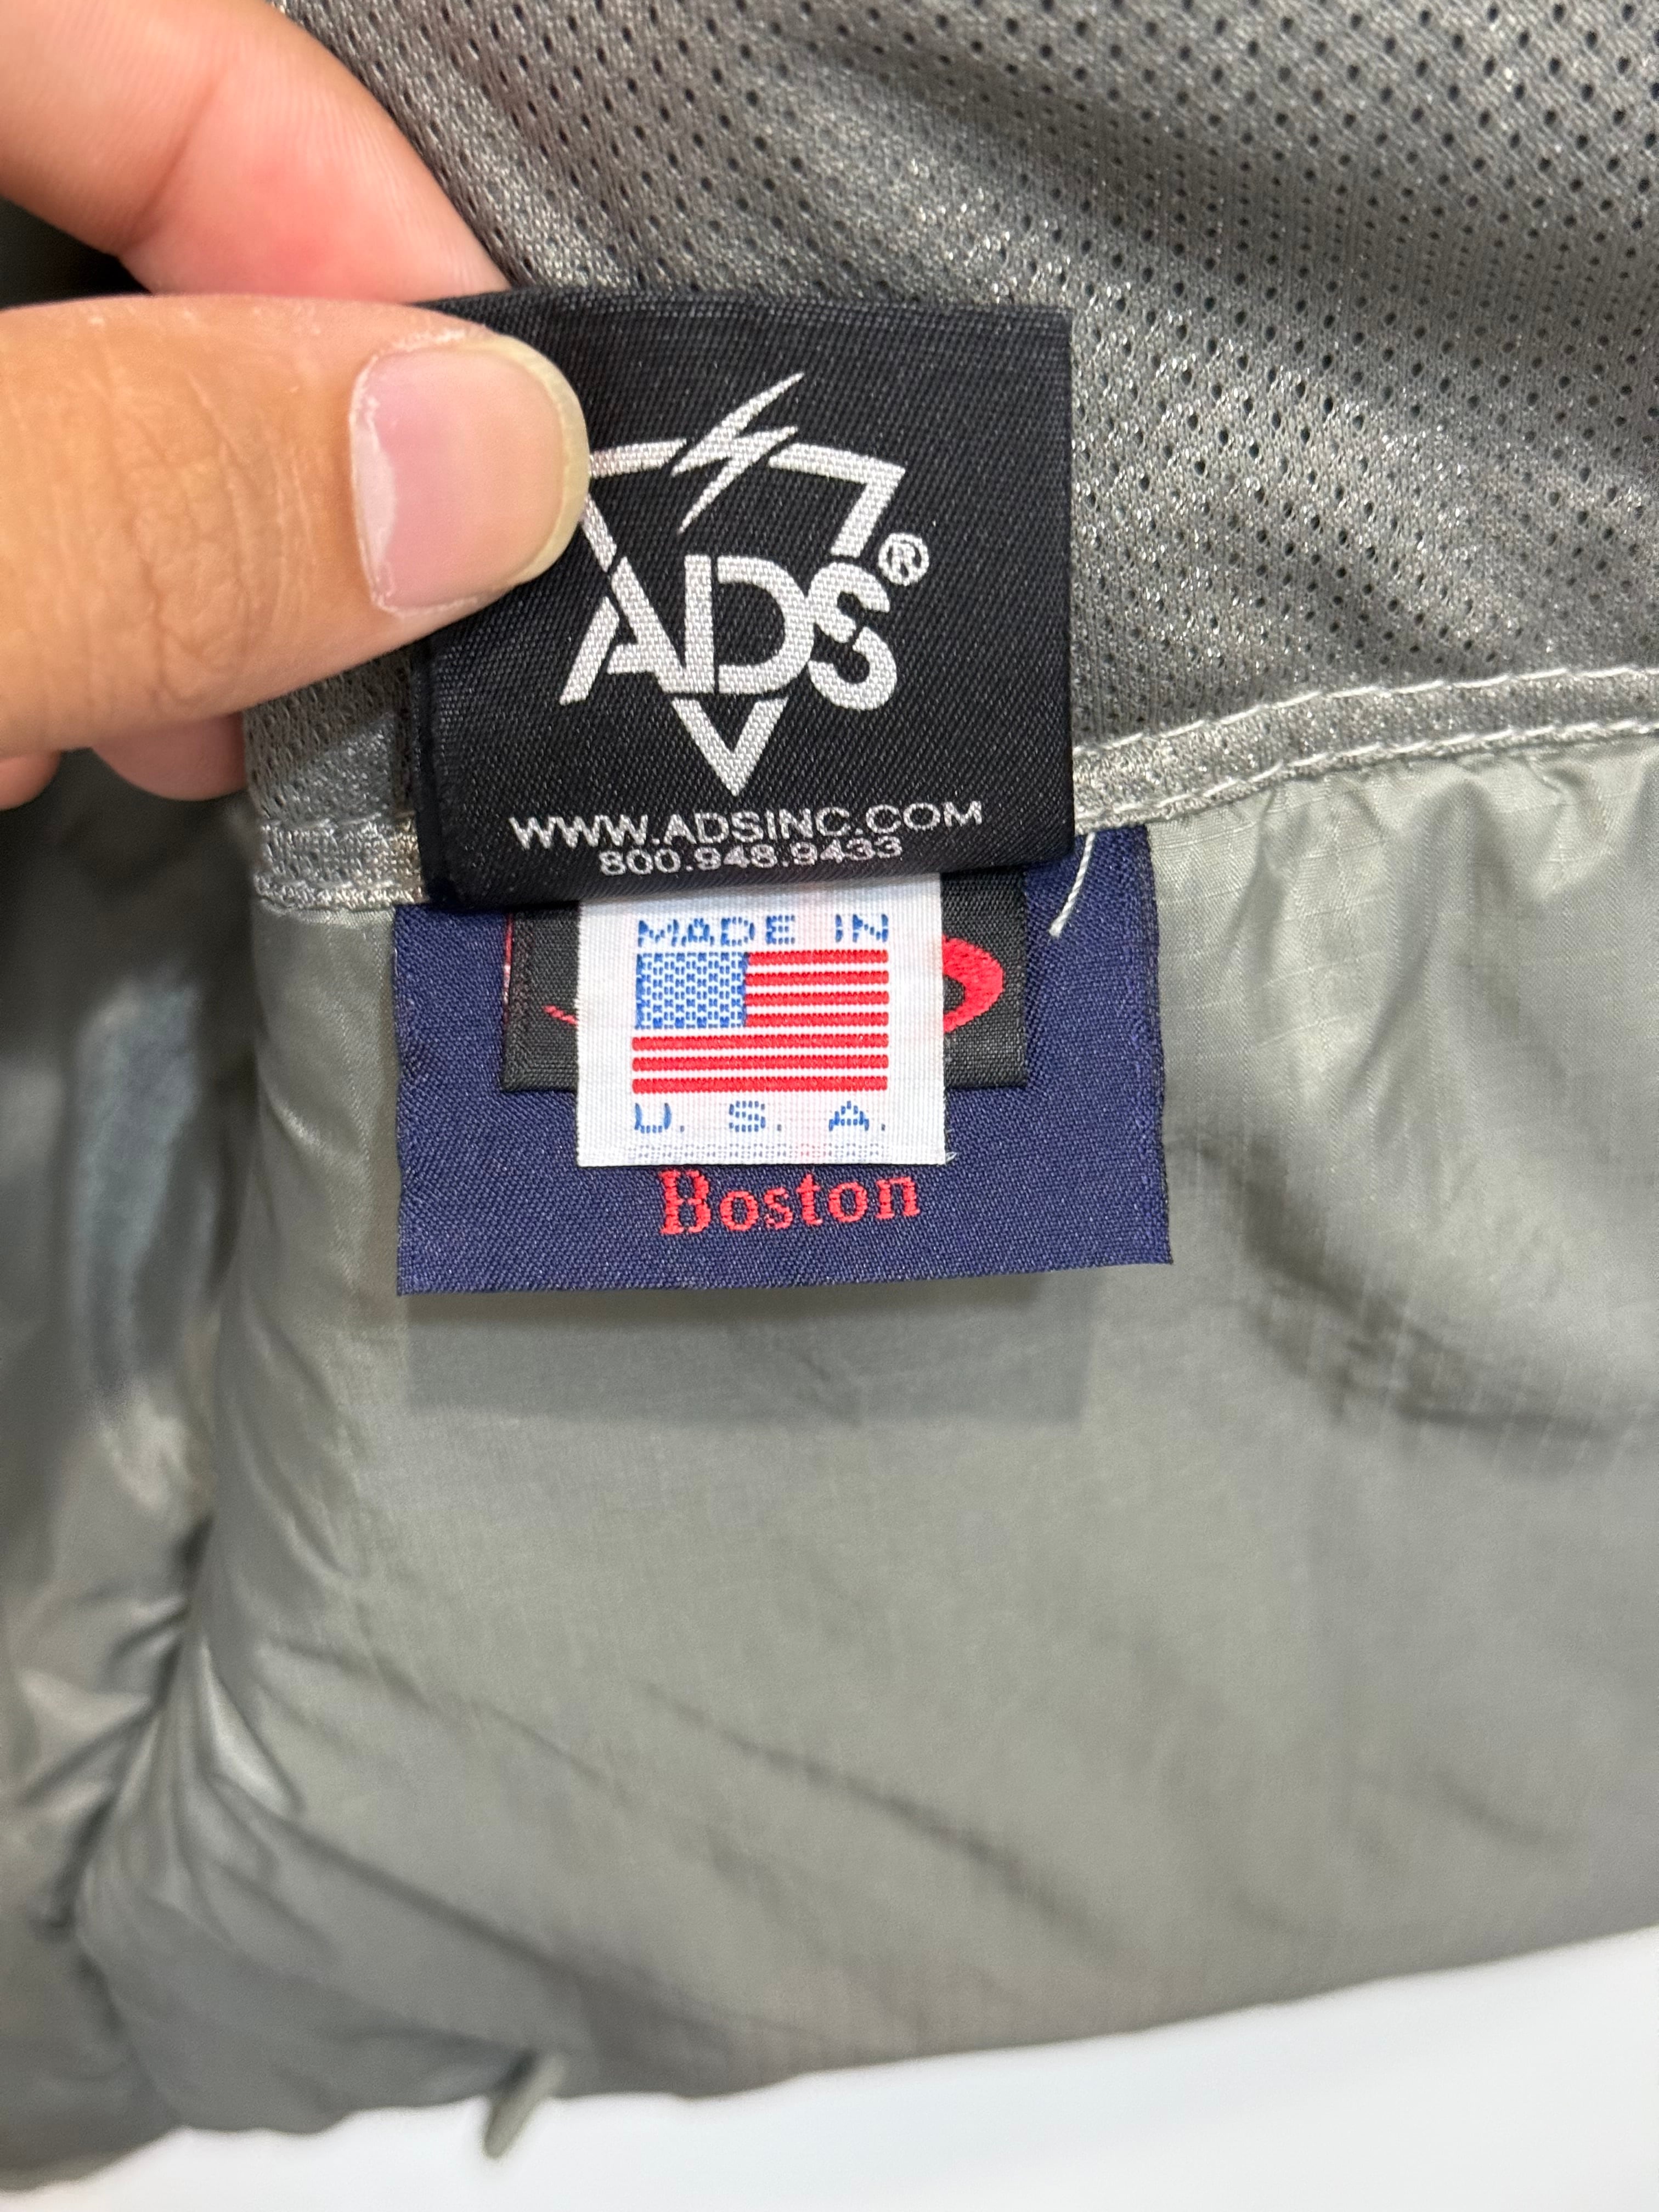 ADS®
WWW.ADSINC.COM
800.948.9433
MADE IN
U. S. A.
Boston